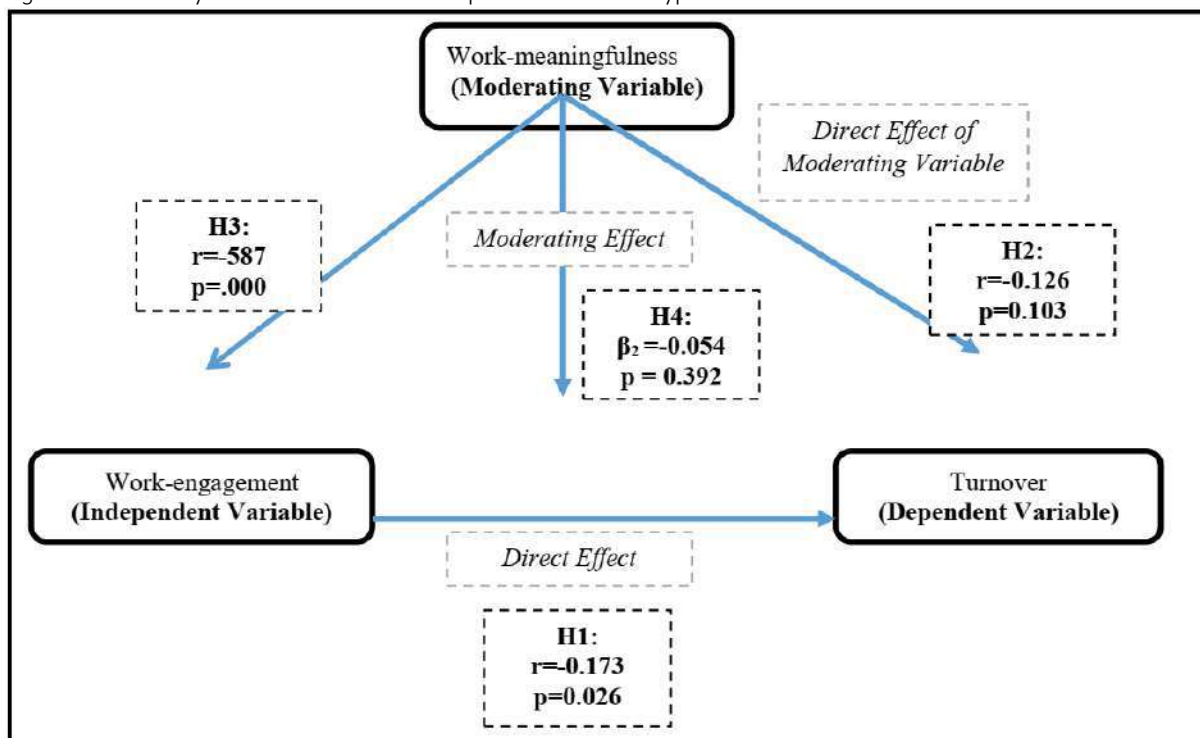 Work-meaningfulness
(Moderating Variable)
Direct Effect of
Moderating Variable
H3:
r=-587
p=.000
Moderating Effect
H2:
r=-0.126
p=0.103
H4:
β₂ =-0.054
p = 0.392
Work-engagement
(Independent Variable)
Turnover
(Dependent Variable)
Direct Effect
H1:
r=-0.173
p=0.026